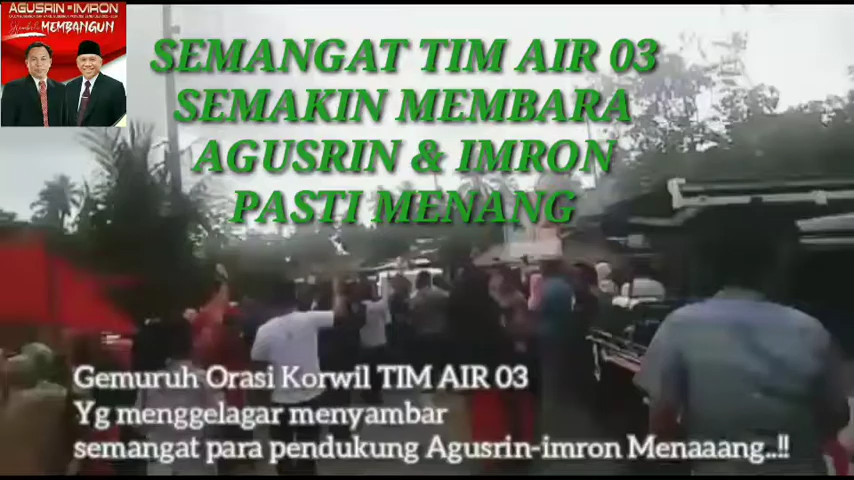 AGUSRIN - IMRON
MEMBANGUN
SEMANGAT TIM AIR 03
SEMAKIN MEMBARA
AGUSRIN & IMRON
PASTI MENANG
Gemuruh Orasi Korwil TIM AIR 03
Yg menggelagar menyambar
semangat para pendukung Agusrin-imron Menaaang..!!